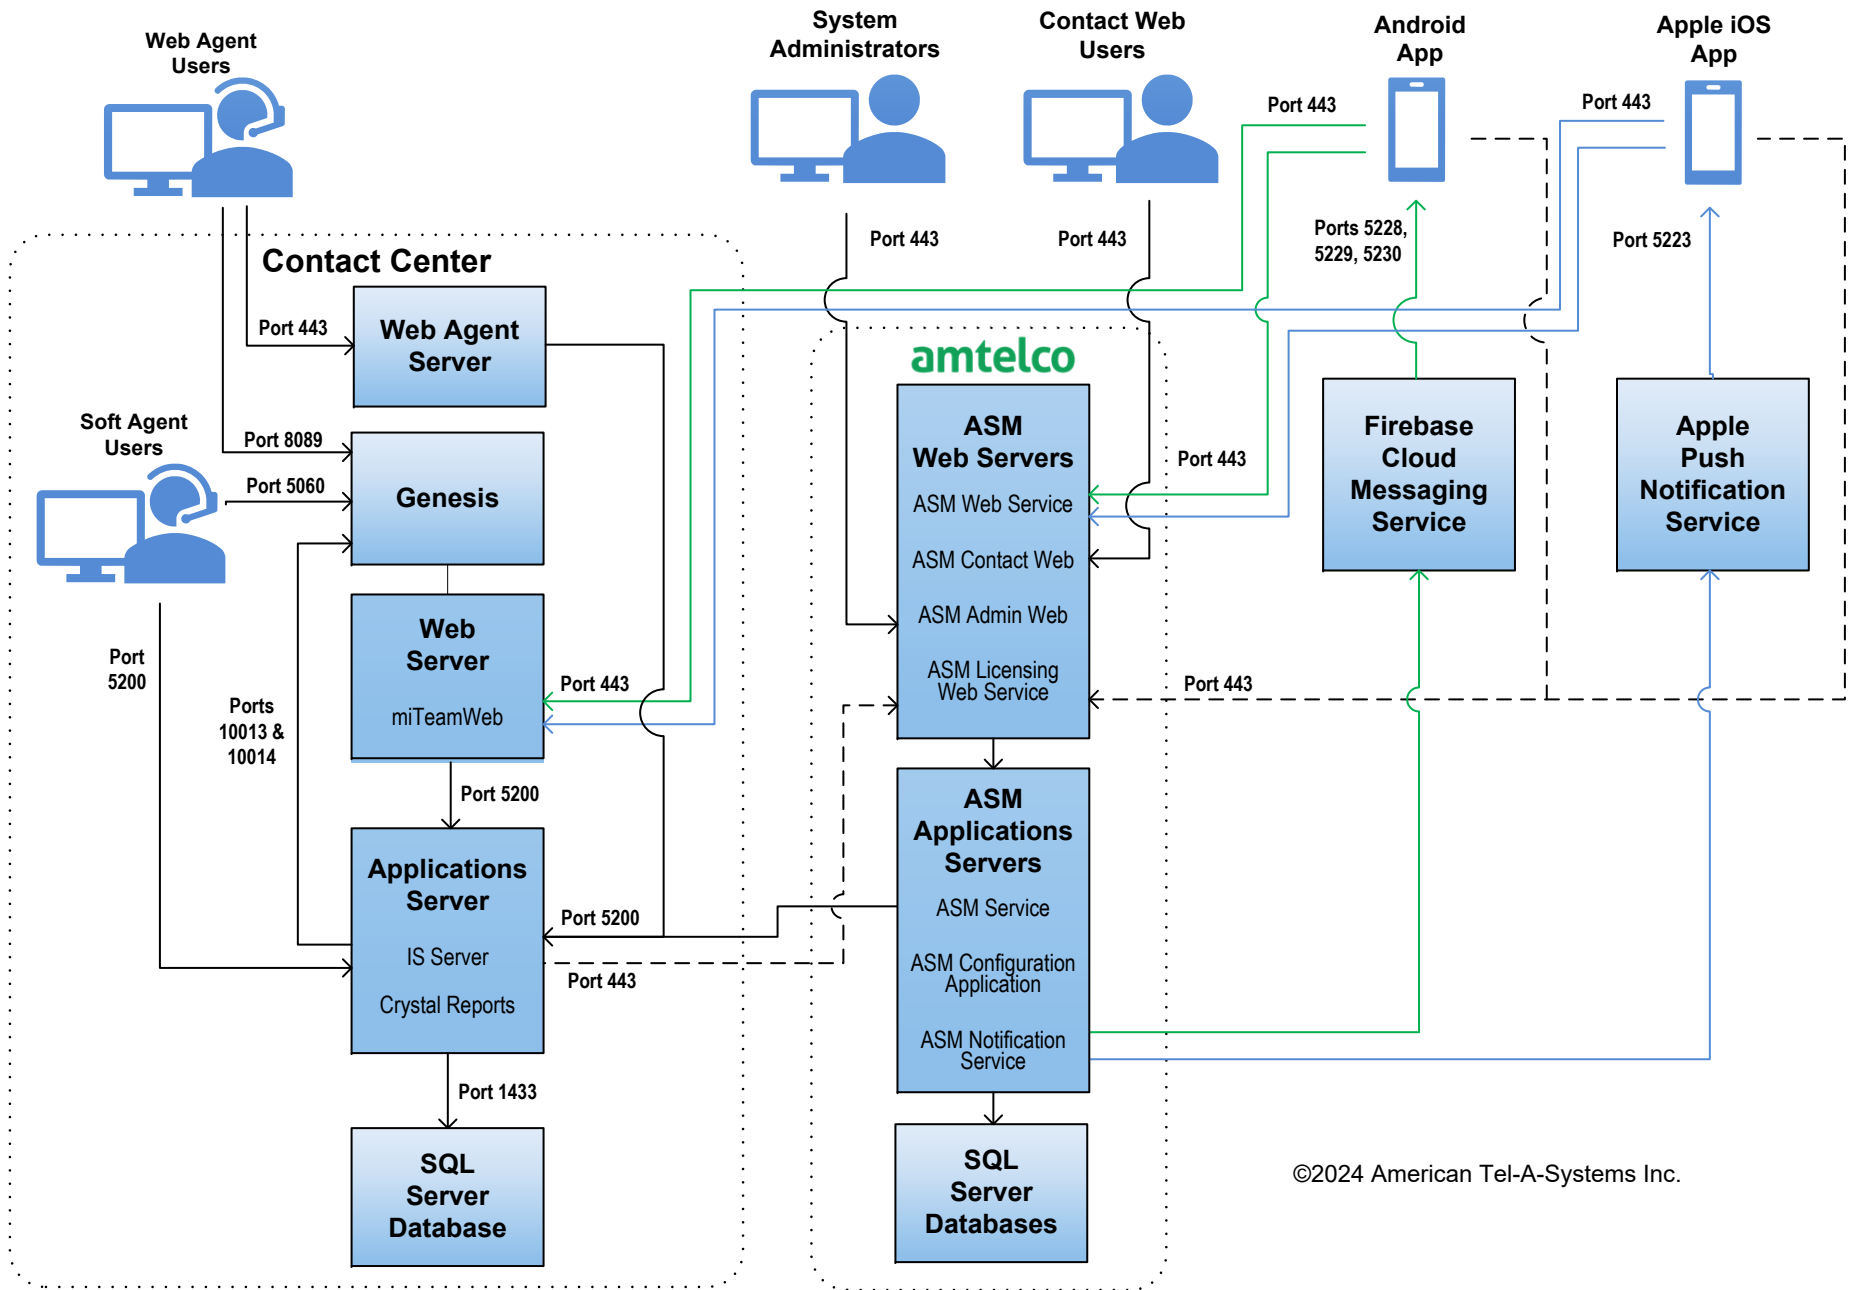 Web Agent
Users
System
Administrators
Contact Web
Users
Android
App
Apple iOS
App
Port 443
Port 443
Port 443
Port 443
Ports 5228,
5229, 5230
Port 5223
Contact Center
Port 443
Web Agent
Server
amtelco
Soft Agent
Users
Port 8089
Port 5060
Genesis
ASM
Web Servers
ASM Web Service
ASM Contact Web
ASM Admin Web
ASM Licensing
Web Service
Port 443
Firebase
Cloud
Messaging
Service
Apple
Push
Notification
Service
Port
5200
Ports
10013 &
10014
Web
Server
miTeamWeb
Port 443
Port 443
Port 5200
Applications
Server
IS Server
Crystal Reports
Port 5200
Port 443
ASM
Applications
Servers
ASM Service
ASM Configuration
Application
ASM Notification
Service
Port 1433
SQL
Server
Database
SQL
Server
Databases
©2024 American Tel-A-Systems Inc.